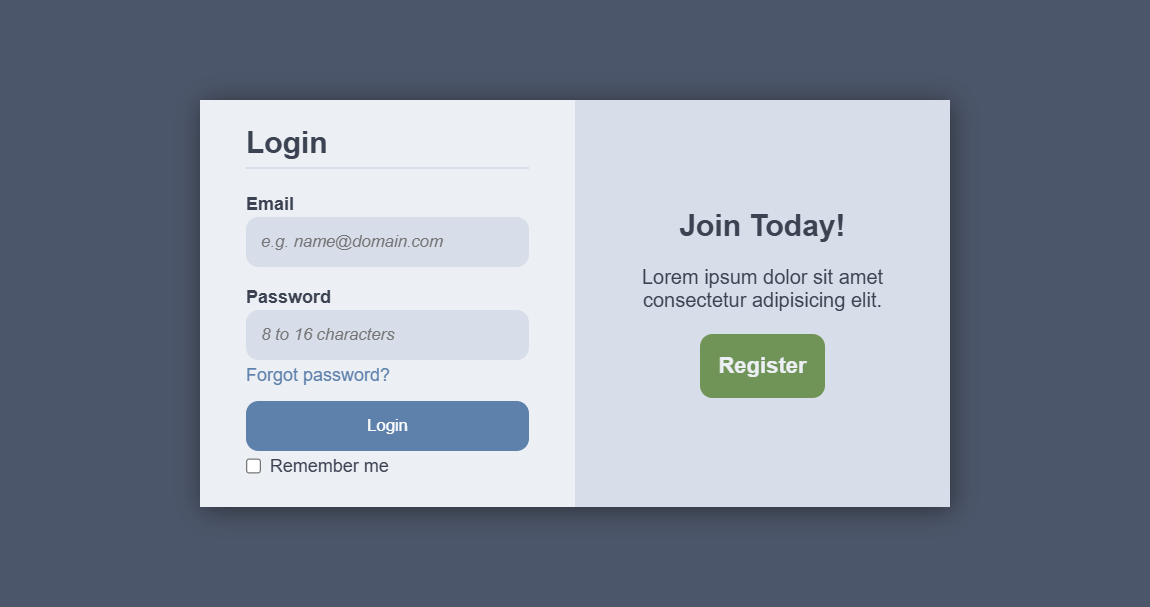 Login
Email
e.g. name@domain.com
Password
8 to 16 characters
Forgot password?
Login
Remember me
Join Today!
Lorem ipsum dolor sit amet
consectetur adipisicing elit.
Register